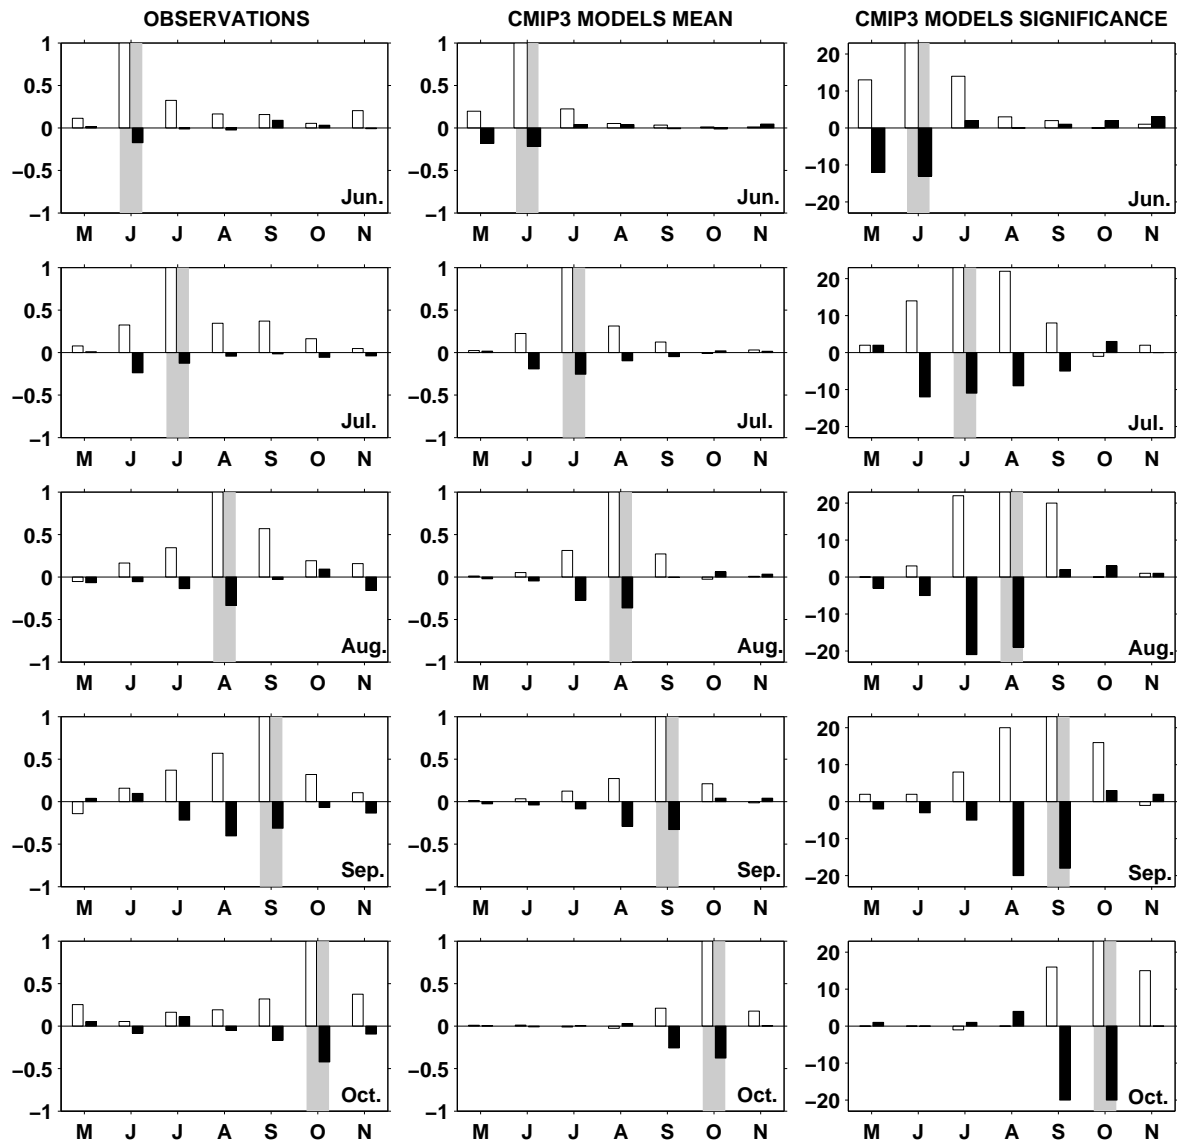 OBSERVATIONS CMIP3 MODELS MEAN CMIP3 MODELS SIGNIFICANCE
1 1 20
0.5 0.5 10
0 0 0
−0.5 −0.5 −10
−1 −1 −20
Jun. Jun. Jun.
M J J A S O N M J J A S O N M J J A S O N
1 1 20
0.5 0.5 10
0 0 0
−0.5 −0.5 −10
−1 −1 −20
Jul. Jul. Jul.
M J J A S O N M J J A S O N M J J A S O N
1 1 20
0.5 0.5 10
0 0 0
−0.5 −0.5 −10
−1 −1 −20
Aug. Aug. Aug.
M J J A S O N M J J A S O N M J J A S O N
1 1 20
0.5 0.5 10
0 0 0
−0.5 −0.5 −10
−1 −1 −20
Sep. Sep. Sep.
M J J A S O N M J J A S O N M J J A S O N
1 1 20
0.5 0.5 10
0 0 0
−0.5 −0.5 −10
−1 −1 −20
Oct. Oct. Oct.
M J J A S O N M J J A S O N M J J A S O N